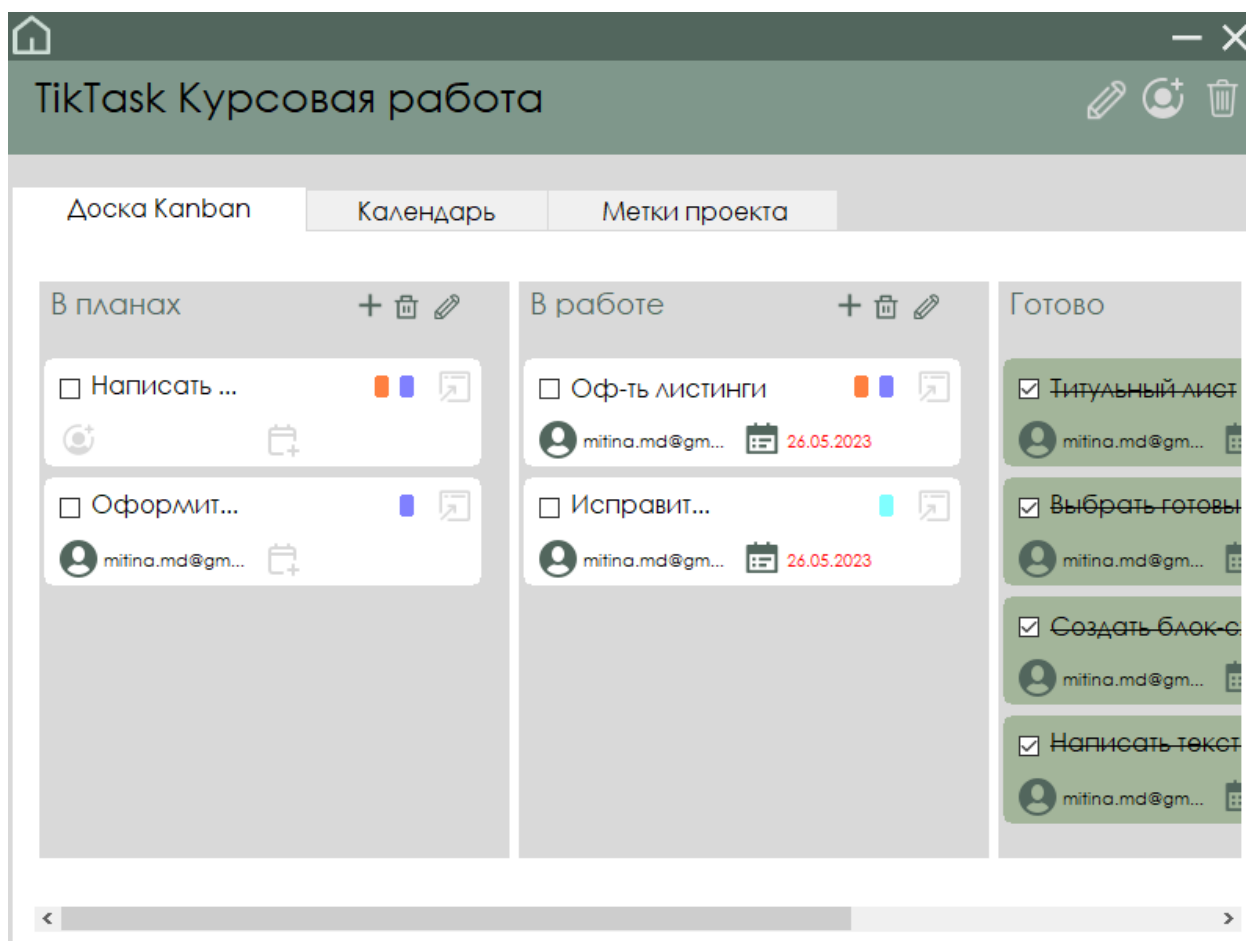 TikTask Курсовая работа
Доска Kanban
Календарь
Метки проекта
В планах
Написать ...
Оформит...
mitina.md@gm...
В работе
Оф-ть листинги
mitina.md@gm...
26.05.2023
Исправит...
mitina.md@gm...
26.05.2023
Готово
Титульный лист
mitina.md@gm...
Выбрать готовы
mitina.md@gm...
Создать блок-с
mitina.md@gm...
Написать текст
mitina.md@gm...